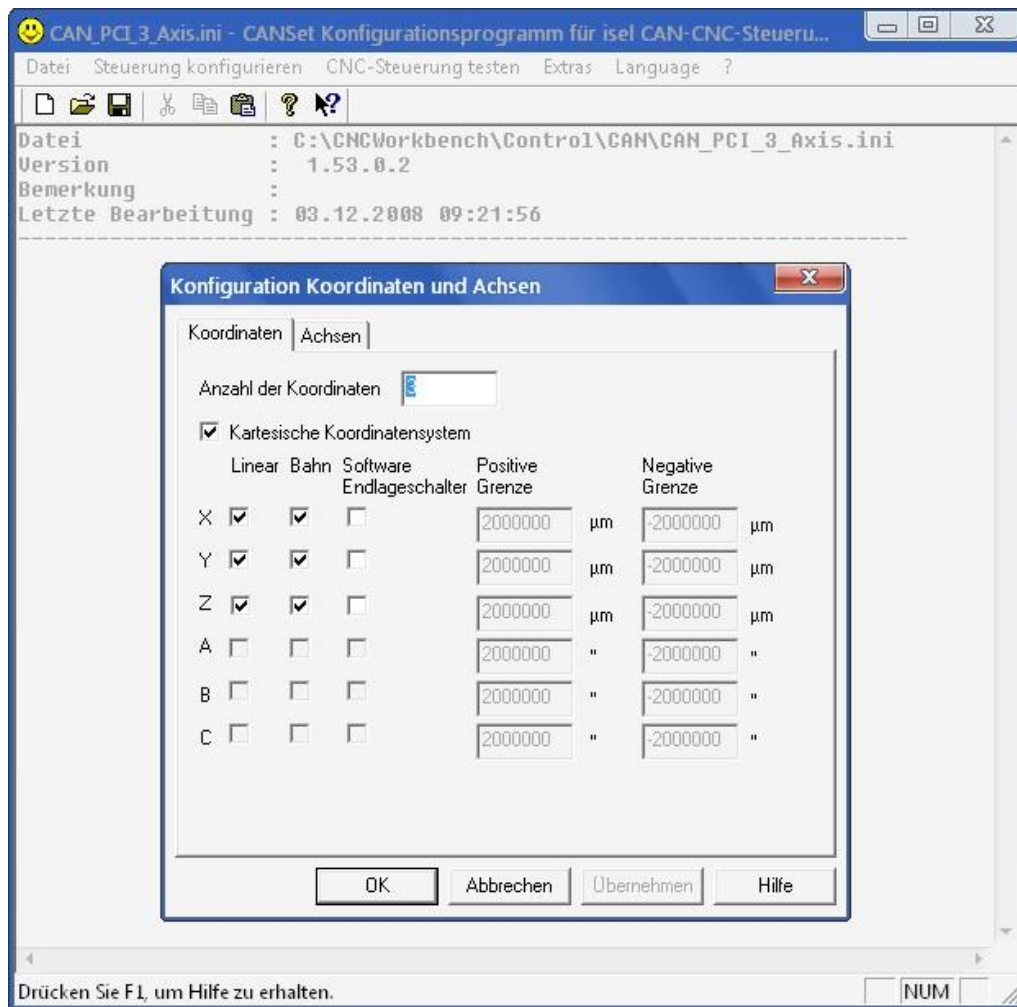 CAN_PCI_3_Axis.ini - CANSet Konfigurationsprogramm für isel CAN-CNC-Steueru...
Datei Steuerung konfigurieren CNC-Steuerung testen Extras Language ?
Datei : C:\CNCWorkbench\Control\CAN\CAN_PCI_3_Axis.ini
Version : 1.53.0.2
Bemerkung :
Letzte Bearbeitung : 03.12.2008 09:21:56
Konfiguration Koordinaten und Achsen
Koordinaten Achsen
Anzahl der Koordinaten 3
Kartesische Koordinatensystem
Linear Bahn Software Positive Negative
Endlageschalter Grenze Grenze
X 2000000 µm -2000000 µm
Y 2000000 µm -2000000 µm
Z 2000000 µm -2000000 µm
A 2000000 " -2000000 "
B 2000000 " -2000000 "
C 2000000 " -2000000 "
OK Abbrechen Übernehmen Hilfe
Drücken Sie F1, um Hilfe zu erhalten. NUM